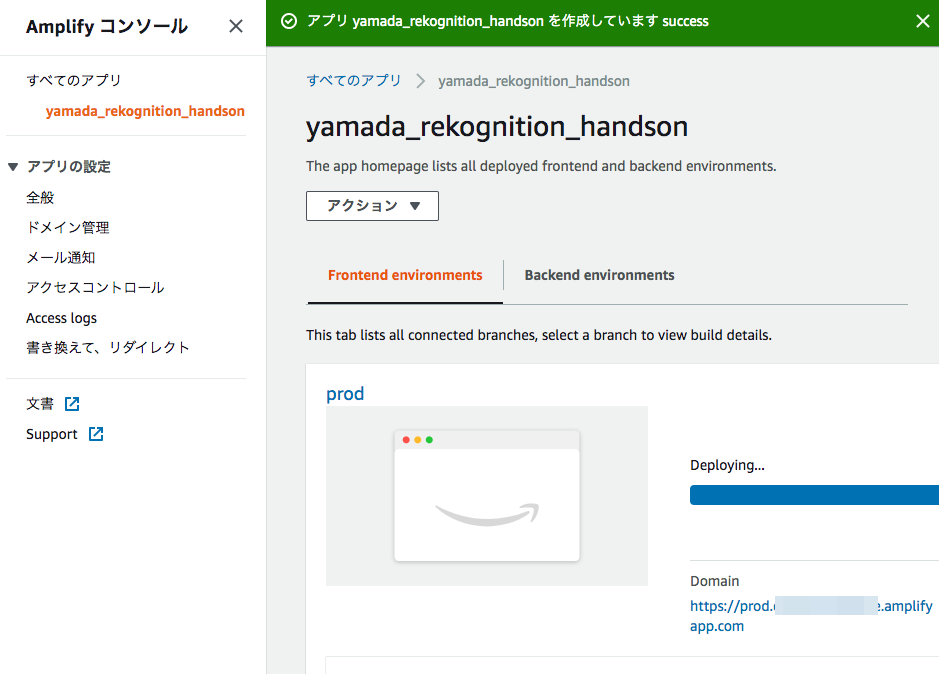 Amplify コンソール
すべてのアプリ
yamada_rekognition_handson
アプリの設定
全般
ドメイン管理
メール通知
アクセスコントロール
Access logs
書き換えて、リダイレクト
文書
Support
アプリ yamada_rekognition_handson を作成しています success
すべてのアプリ yamada_rekognition_handson
yamada_rekognition_handson
The app homepage lists all deployed frontend and backend environments.
アクション
Frontend environments Backend environments
This tab lists all connected branches, select a branch to view build details.
prod
Deploying...
Domain
https://prod. .amplify
app.com